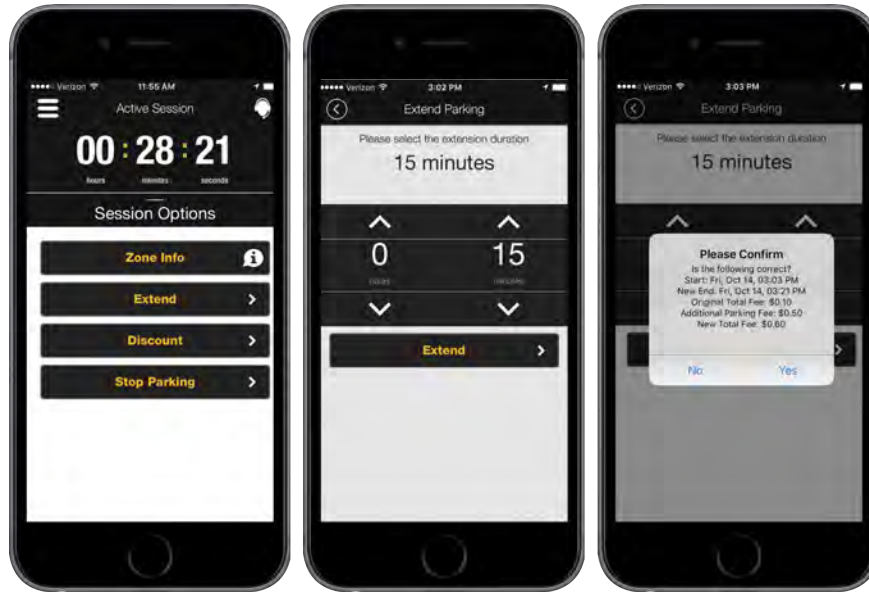 Verizon 11:55 AM
Active Session
00 : 28 : 21
hours minutes seconds
Session Options
Zone Info
Extend
Discount
Stop Parking
Verizon 3:02 PM
Extend Parking
Please select the extension duration
15 minutes
0 15
hours minutes
Extend
Verizon 3:03 PM
Extend Parking
Please select the extension duration
15 minutes
Please Confirm
Is the following correct?
Start: Fri, Oct 14, 03:03 PM
New End: Fri, Oct 14, 03:21 PM
Original Total Fee: $0.10
Additional Parking Fee: $0.50
New Total Fee: $0.60
No Yes